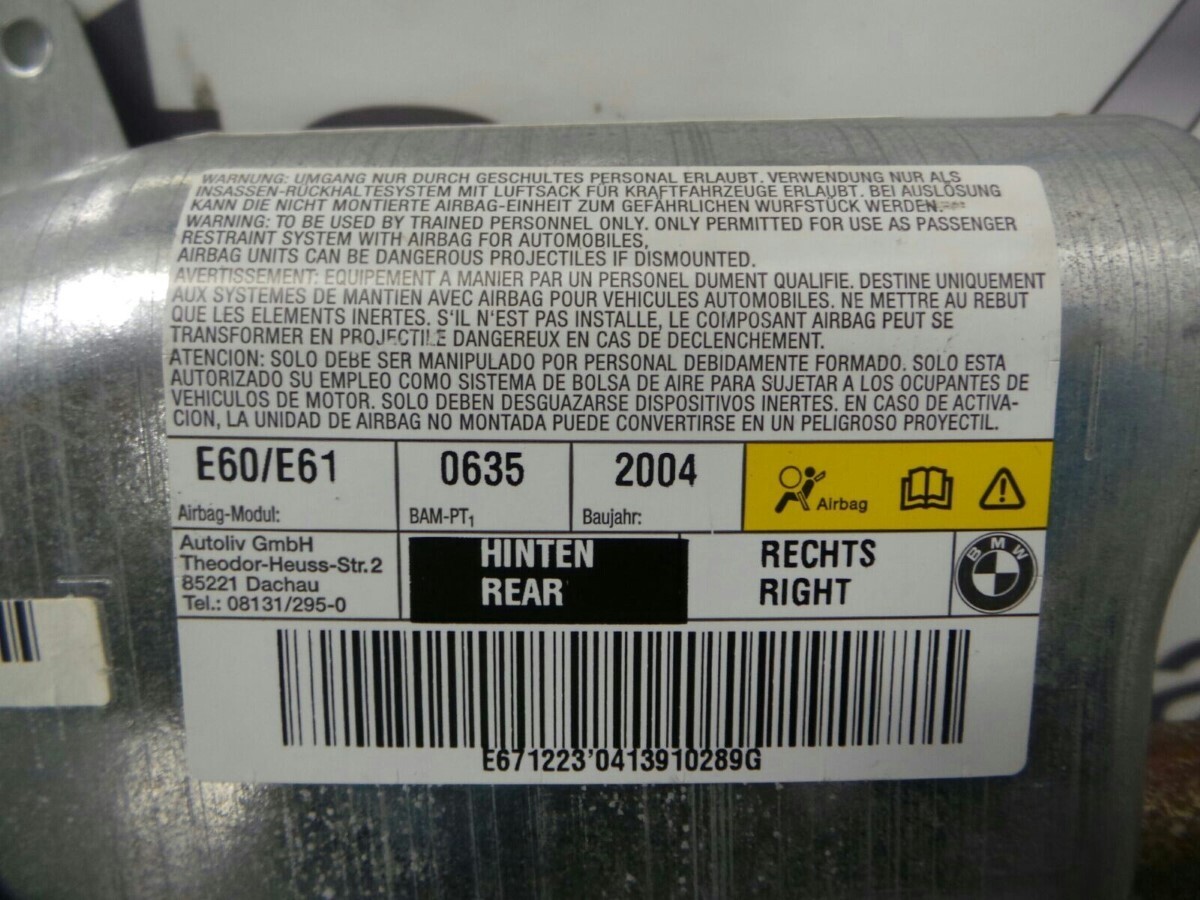 WARNUNG: UMGANG NUR DURCH GESCHULTES PERSONAL ERLAUBT. VERWENDUNG NUR ALS
INSASSEN-RÜCKHALTESYSTEM MIT LUFTSACK FÜR KRAFTFAHRZEUGE ERLAUBT. BEI AUSLÖSUNG
KANN DIE NICHT MONTIERTE AIRBAG-EINHEIT ZUM GEFÄHRLICHEN WURFSTÜCK WERDEN.
WARNING: TO BE USED BY TRAINED PERSONNEL ONLY. ONLY PERMITTED FOR USE AS PASSENGER
RESTRAINT SYSTEM WITH AIRBAG FOR AUTOMOBILES,
AIRBAG UNITS CAN BE DANGEROUS PROJECTILES IF DISMOUNTED.
AVERTISSEMENT: EQUIPEMENT A MANIER PAR UN PERSONEL DUMENT QUALIFIE. DESTINE UNIQUEMENT
AUX SYSTEMES DE MANTIEN AVEC AIRBAG POUR VEHICULES AUTOMOBILES. NE METTRE AU REBUT
QUE LES ELEMENTS INERTES. S'IL N'EST PAS INSTALLE, LE COMPOSANT AIRBAG PEUT SE
TRANSFORMER EN PROJECTILE DANGEREUX EN CAS DE DECLENCHEMENT.
ATENCION: SOLO DEBE SER MANIPULADO POR PERSONAL DEBIDAMENTE FORMADO. SOLO ESTA
AUTORIZADO SU EMPLEO COMO SISTEMA DE BOLSA DE AIRE PARA SUJETAR A LOS OCUPANTES DE
VEHICULOS DE MOTOR. SOLO DEBEN DESGUAZARSE DISPOSITIVOS INERTES. EN CASO DE ACTIVA-
CION, LA UNIDAD DE AIRBAG NO MONTADA PUEDE CONVERTIRSE EN UN PELIGROSO PROYECTIL.
E60/E61 0635 2004
Airbag-Modul: BAM-PT1 Baujahr: Airbag
Autoliv GmbH
Theodor-Heuss-Str.2
85221 Dachau
Tel.: 08131/295-0
HINTEN
REAR
RECHTS
RIGHT
BMW
E671223'0413910289G